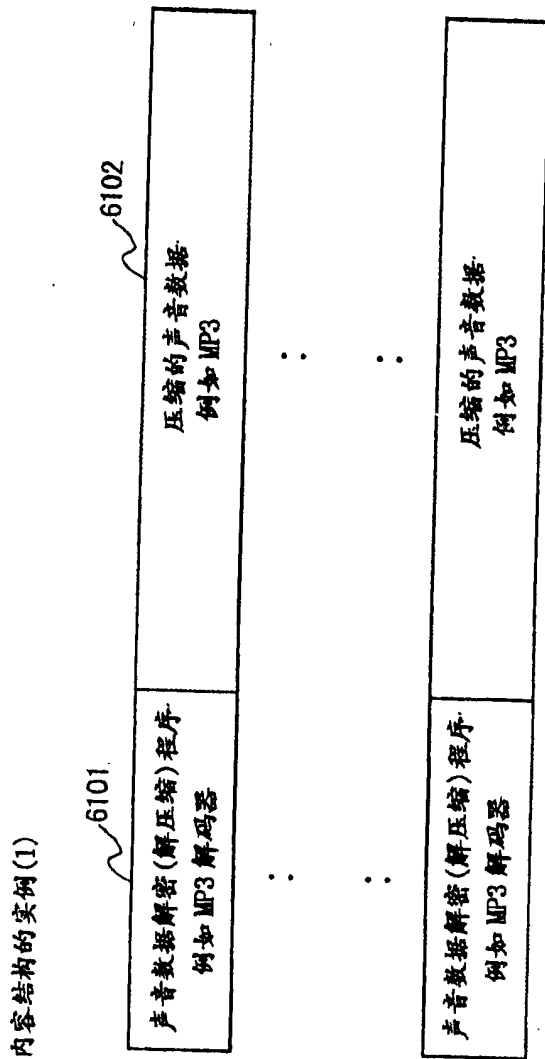 内容结构的实例(1)
6101
6102
声音数据解密(解压缩)程序
例如 MP3 解码器
压缩的声音数据
例如 MP3
声音数据解密(解压缩)程序
例如 MP3 解码器
压缩的声音数据
例如 MP3